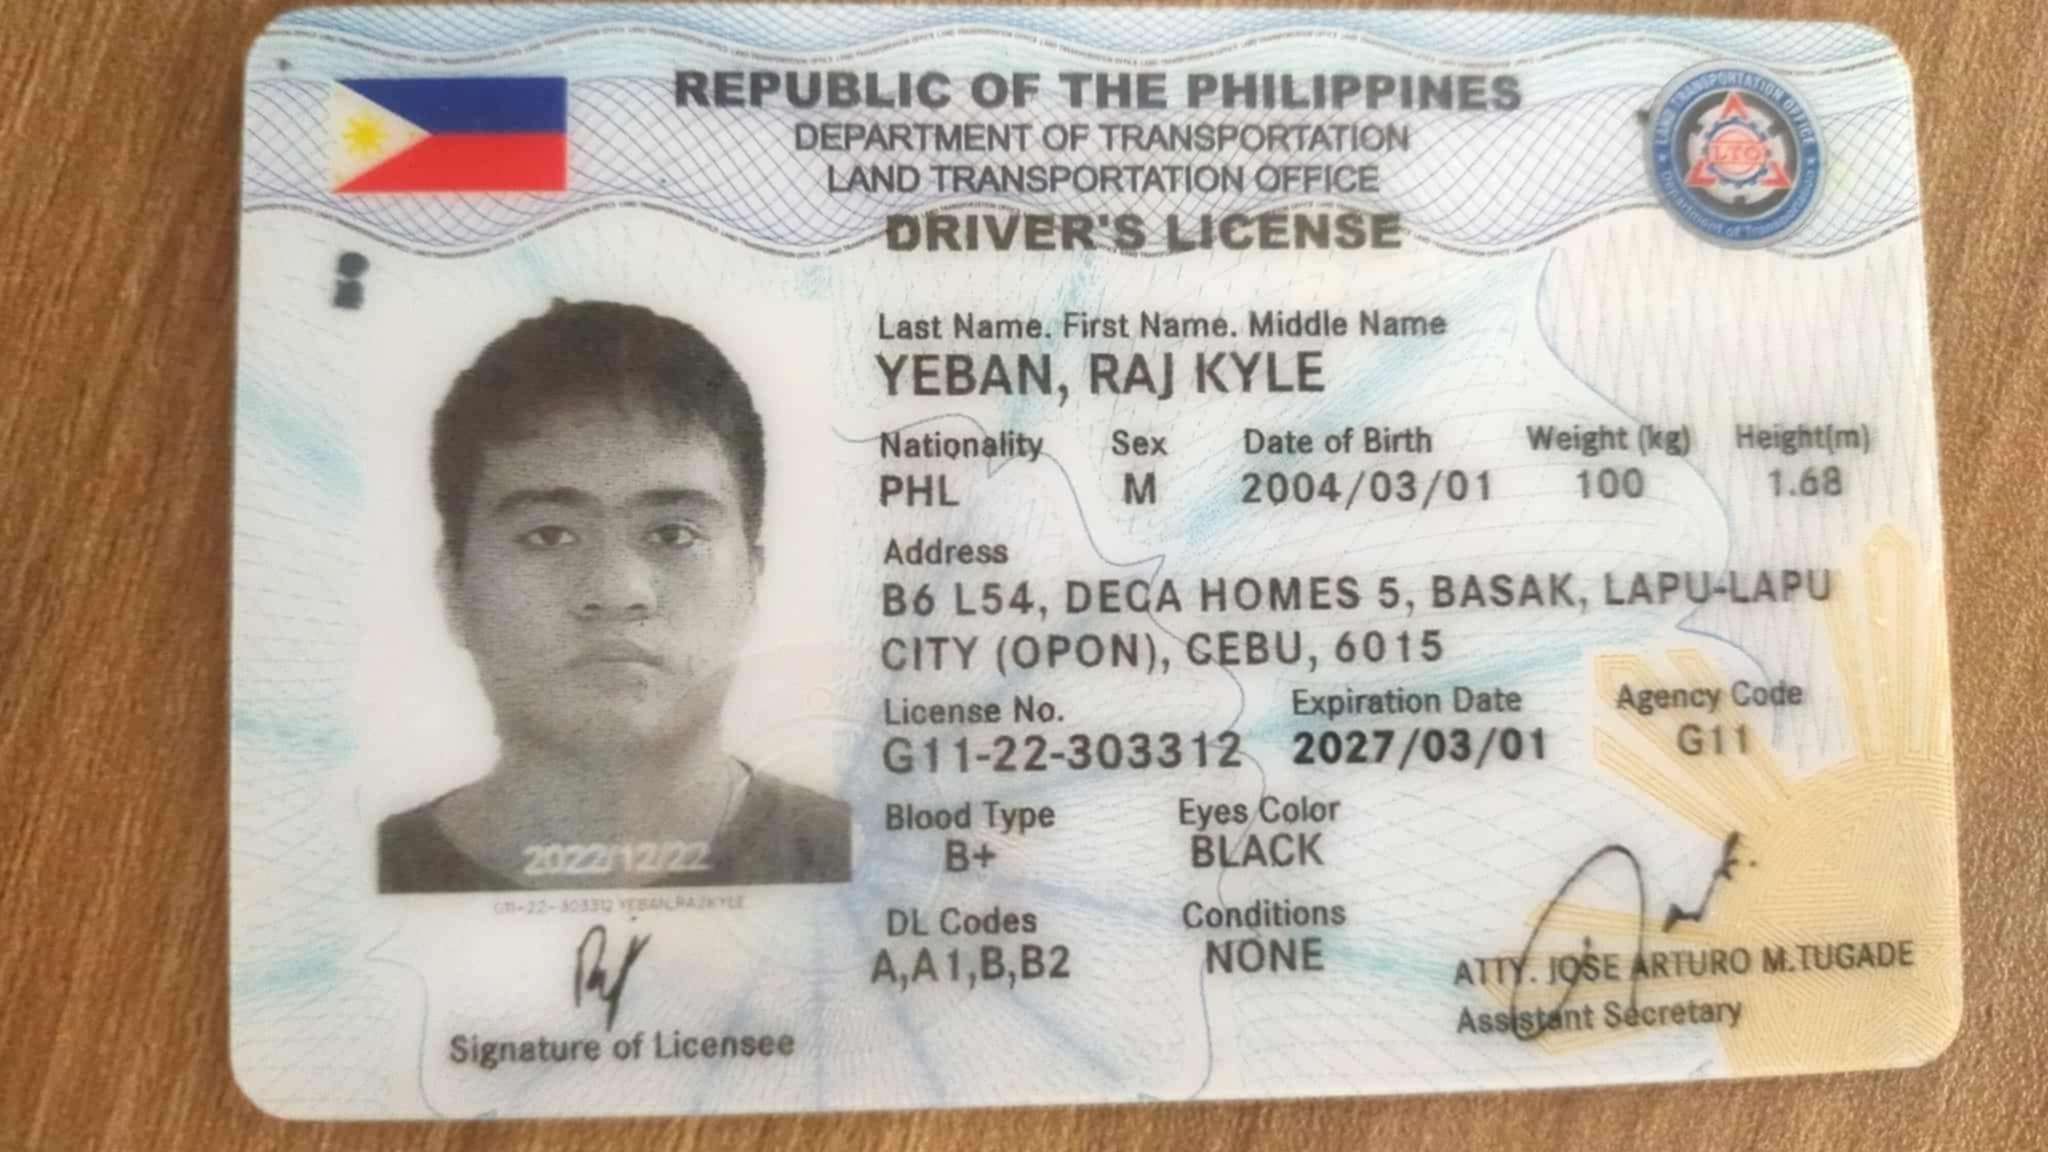 REPUBLIC OF THE PHILIPPINES
DEPARTMENT OF TRANSPORTATION
LAND TRANSPORTATION OFFICE
DRIVER'S LICENSE
LAND TRANSPORTATION OFFICE
LTO
Department of Transportation
Last Name. First Name. Middle Name
YEBAN, RAJ KYLE
Nationality Sex Date of Birth Weight (kg) Height(m)
PHL M 2004/03/01 100 1.68
Address
B6 L54, DECA HOMES 5, BASAK, LAPU-LAPU
CITY (OPON), CEBU, 6015
License No. Expiration Date Agency Code
G11-22-303312 2027/03/01 G11
Blood Type Eyes Color
B+ BLACK
DL Codes Conditions
A,A1,B,B2 NONE
2022/12/22
G11-22-303312 YEBAN,RAJ KYLE
Signature of Licensee
ATTY. JOSE ARTURO M. TUGADE
Assistant Secretary